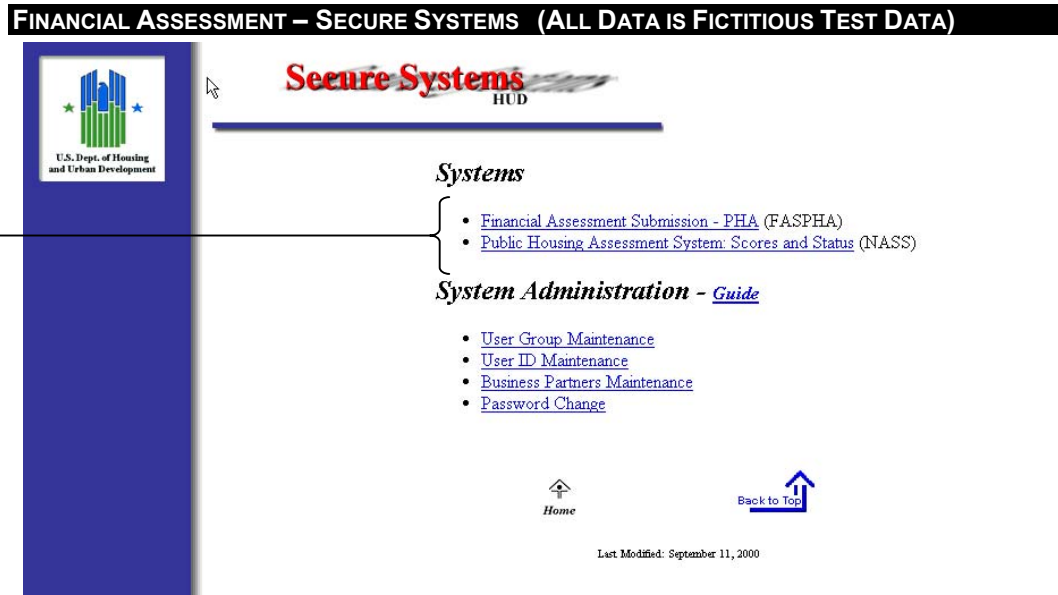 FINANCIAL ASSESSMENT – SECURE SYSTEMS (ALL DATA IS FICTITIOUS TEST DATA)
Secure Systems
HUD
U.S. Dept. of Housing
and Urban Development
Systems
• Financial Assessment Submission - PHA (FASPHA)
• Public Housing Assessment System: Scores and Status (NASS)
System Administration - Guide
• User Group Maintenance
• User ID Maintenance
• Business Partners Maintenance
• Password Change
Home
Back to Top
Last Modified: September 11, 2000